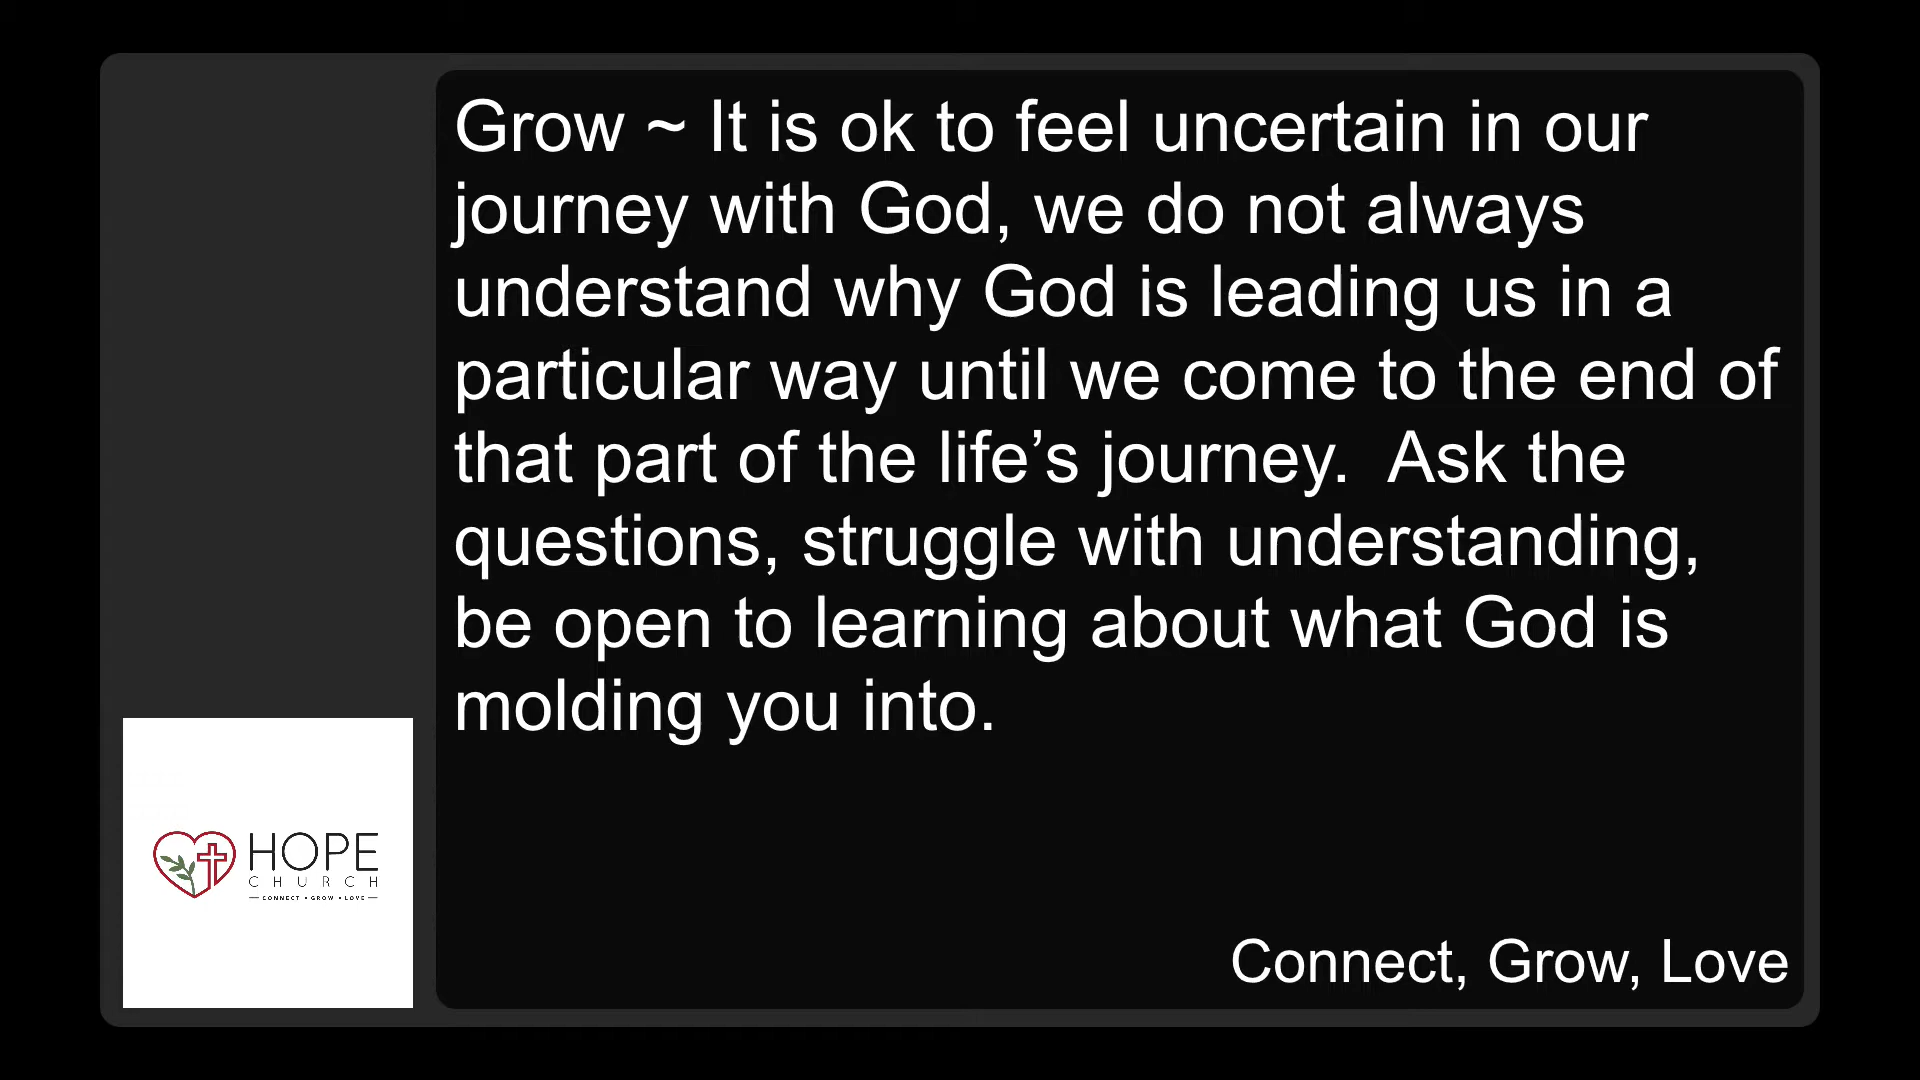 Grow ~ It is ok to feel uncertain in our
journey with God, we do not always
understand why God is leading us in a
particular way until we come to the end of
that part of the life’s journey.  Ask the
questions, struggle with understanding,
be open to learning about what God is
molding you into.
HOPE
CHURCH
CONNECT • GROW • LOVE
Connect, Grow, Love